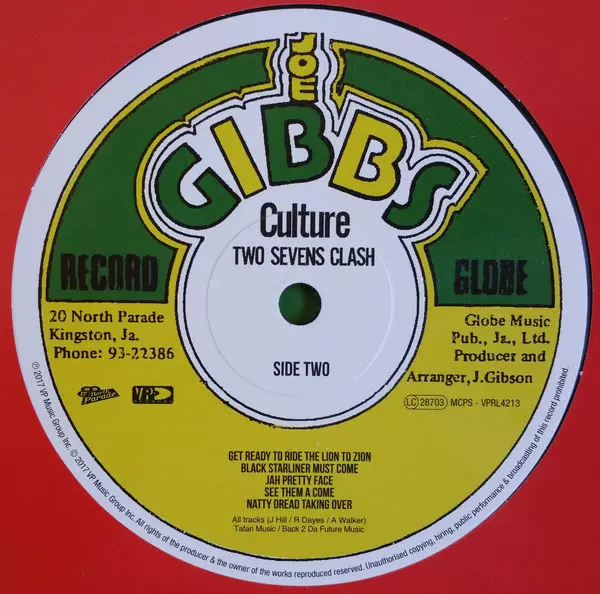 JOE
GIBBS
Culture
TWO SEVENS CLASH
RECORD
GLOBE
20 North Parade
Kingston, Ja.
Phone: 93-22386
Globe Music
Pub., Ja., Ltd.
Producer and
Arranger, J.Gibson
SIDE TWO
North
Parade
VP
LC 28703 MCPS - VPRL4213
GET READY TO RIDE THE LION TO ZION
BLACK STARLINER MUST COME
JAH PRETTY FACE
SEE THEM A COME
NATTY DREAD TAKING OVER
All tracks (J Hill / R Dayes / A Walker)
Tafari Music / Back 2 Da Future Music
℗ 2017 VP Music Group Inc. © 2017 VP Music Group Inc. All rights of the producer & the owner of the works reproduced reserved. Unauthorised copying, hiring, public performance & broadcasting of this record prohibited.